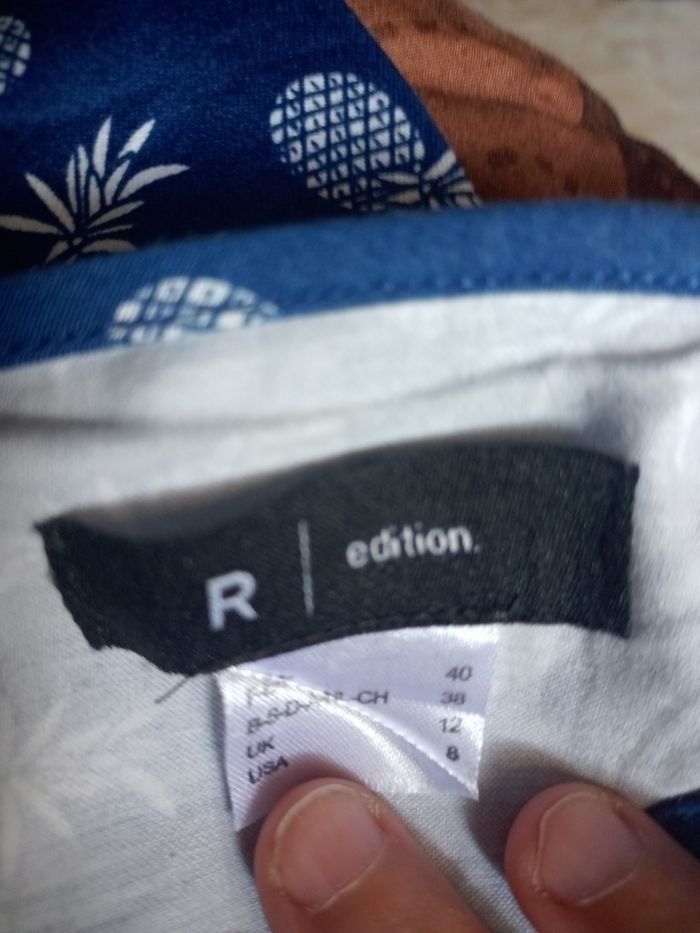 R | edition.
40
CH 38
UK 12
USA 8